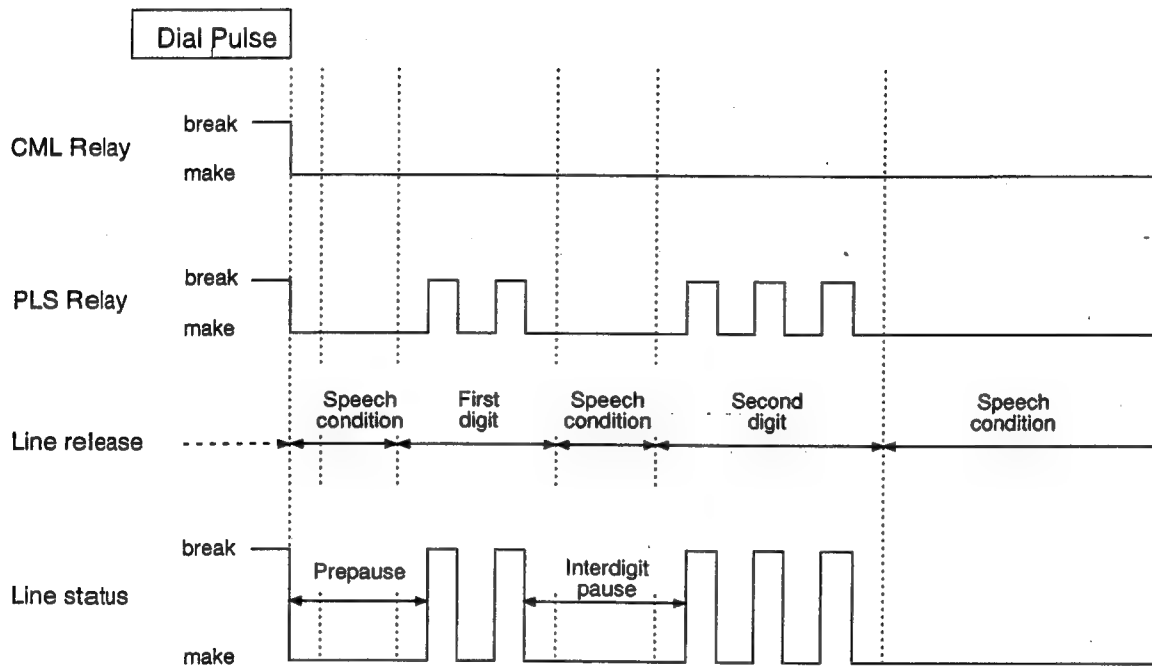 Dial Pulse
break
CML Relay
make
break
PLS Relay
make
Speech
condition
First
digit
Speech
condition
Second
digit
Speech
condition
Line release
break
Prepause
Interdigit
pause
Line status
make